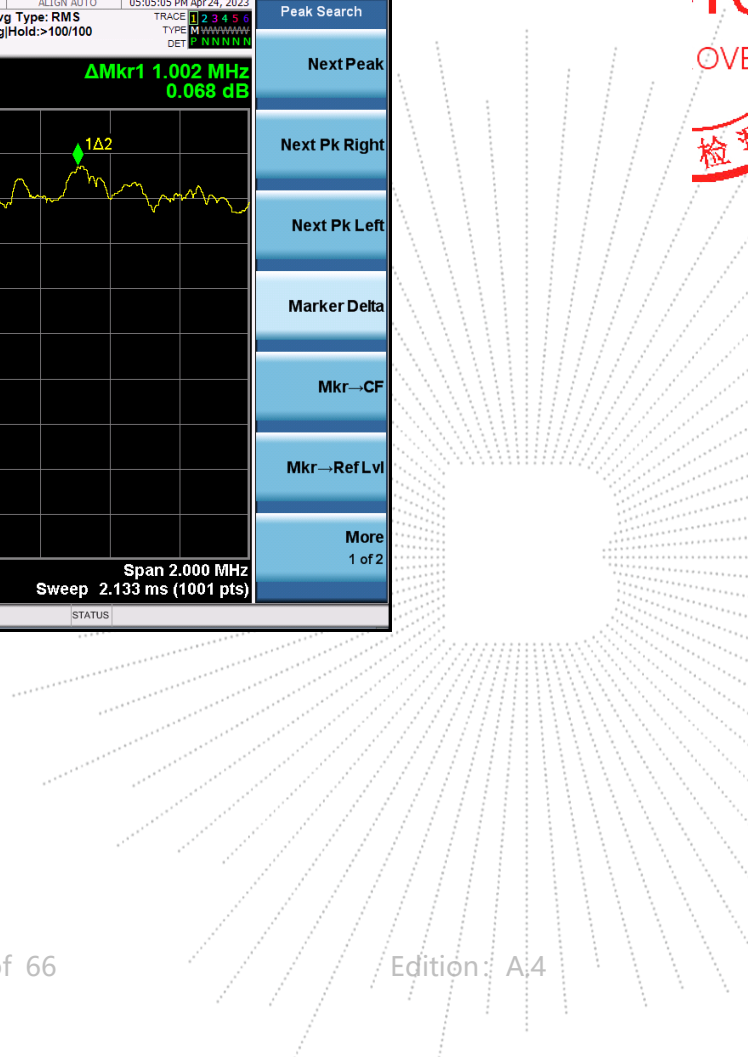 ALIGN AUTO
05:05:05 PM Apr 24, 2023
vg Type: RMS
g|Hold:>100/100
TRACE 1 2 3 4 5 6
TYPE M WWWWW
DET P N N N N N
ΔMkr1 1.002 MHz
0.068 dB
1Δ2
Span 2.000 MHz
Sweep 2.133 ms (1001 pts)
STATUS
Peak Search
Next Peak
Next Pk Right
Next Pk Left
Marker Delta
Mkr→CF
Mkr→Ref Lvl
More
1 of 2
OVE
检
of 66
Edition: A.4